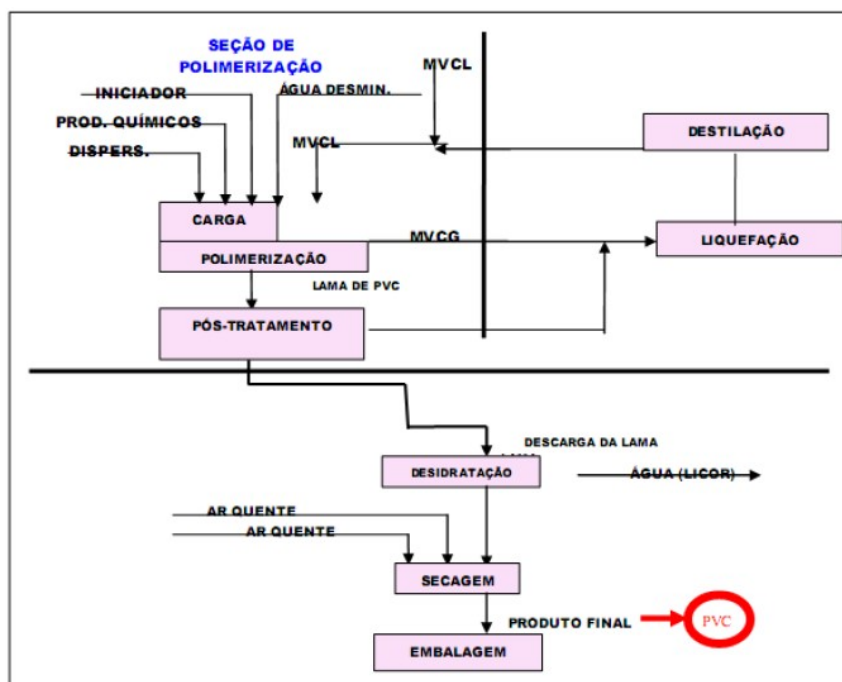 SEÇÃO DE
POLIMERIZAÇÃO
MVCL
INICIADOR
ÁGUA DESMIN.
PROD. QUÍMICOS
DISPERS.
MVCL
DESTILAÇÃO
CARGA
MVCG
LIQUEFAÇÃO
POLIMERIZAÇÃO
LAMA DE PVC
PÓS-TRATAMENTO
DESCARGA DA LAMA
DESIDRATAÇÃO
ÁGUA (LICOR)
AR QUENTE
AR QUENTE
SECAGEM
PRODUTO FINAL
PVC
EMBALAGEM